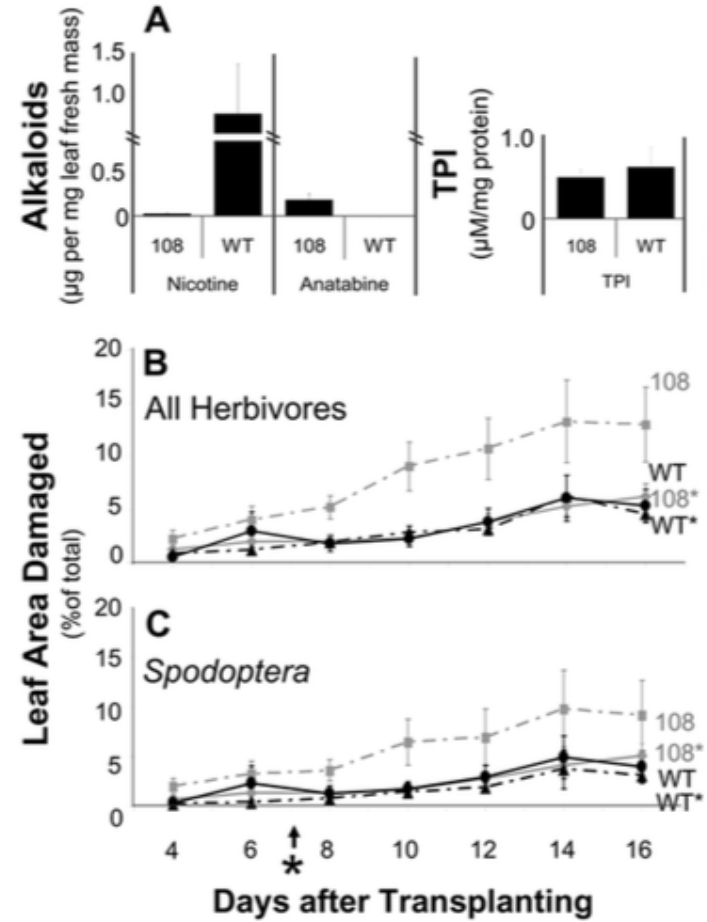 A
Alkaloids
(µg per mg leaf fresh mass)
1.5
1.0
0.5
0
108 WT 108 WT
Nicotine Anatabine
TPI
(µM/mg protein)
1.0
0
108 WT
TPI
Leaf Area Damaged
(%of total)
B
All Herbivores
20
15
10
5
0
108
WT
108*
WT*
C
Spodoptera
20
15
10
5
0
108
108*
WT
WT*
4 6 8 10 12 14 16
*
Days after Transplanting